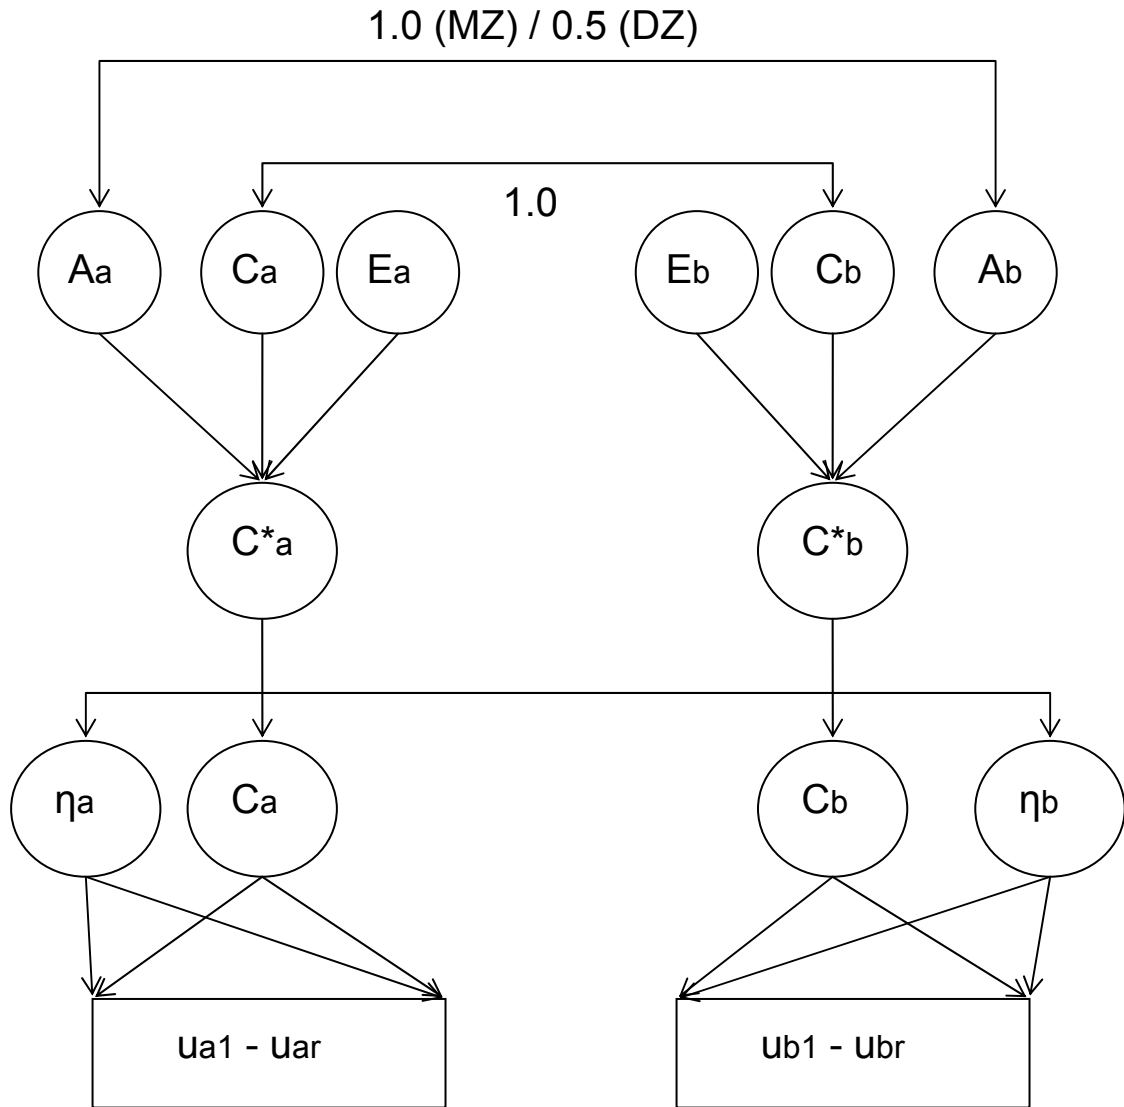 1.0 (MZ) / 0.5 (DZ)
1.0
Aa Ca Ea Eb Cb Ab
C*a C*b
ηa Ca Cb ηb
ua1 - uar ub1 - ubr